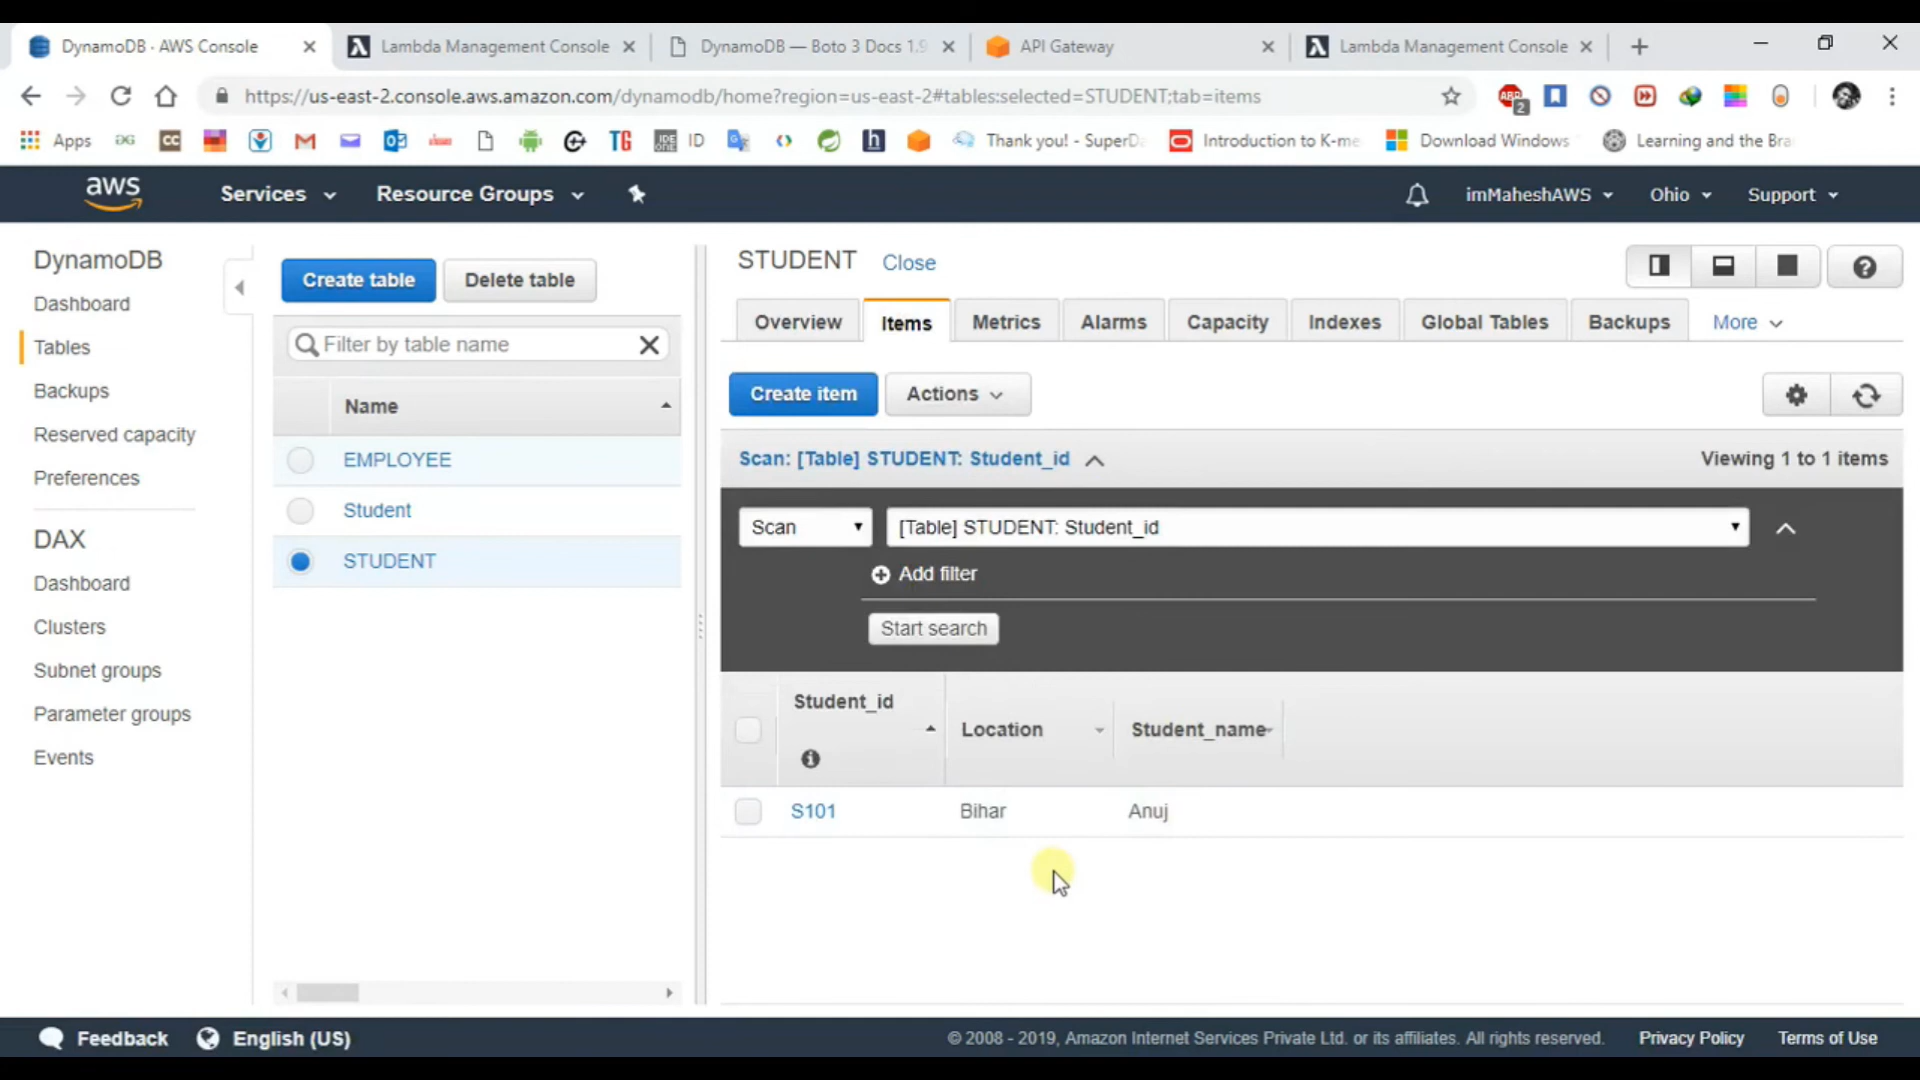 DynamoDB · AWS Console
Lambda Management Console
DynamoDB — Boto 3 Docs 1.9
API Gateway
Lambda Management Console
https://us-east-2.console.aws.amazon.com/dynamodb/home?region=us-east-2#tables:selected=STUDENT;tab=items
ABP
2
Apps
CC
TG
ID
h
Thank you! - SuperDa
Introduction to K-me
Download Windows
Learning and the Bra
aws
Services
Resource Groups
imMaheshAWS
Ohio
Support
DynamoDB
Dashboard
Tables
Backups
Reserved capacity
Preferences
DAX
Dashboard
Clusters
Subnet groups
Parameter groups
Events
Create table
Delete table
Filter by table name
Name
EMPLOYEE
Student
STUDENT
STUDENT
Close
Overview
Items
Metrics
Alarms
Capacity
Indexes
Global Tables
Backups
More
Create item
Actions
Scan: [Table] STUDENT: Student_id
Viewing 1 to 1 items
Scan
[Table] STUDENT: Student_id
Add filter
Start search
Student_id
Location
Student_name
S101
Bihar
Anuj
Feedback
English (US)
© 2008 - 2019, Amazon Internet Services Private Ltd. or its affiliates. All rights reserved.
Privacy Policy
Terms of Use